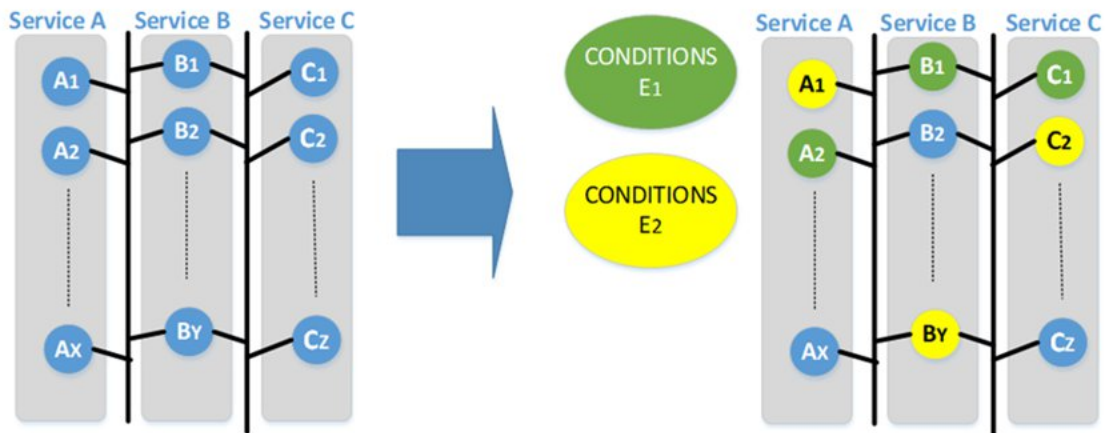 Service A Service B Service C
A1 B1 C1
A2 B2 C2
AX BY CZ
CONDITIONS
E1
CONDITIONS
E2
Service A Service B Service C
A1 B1 C1
A2 B2 C2
AX BY CZ